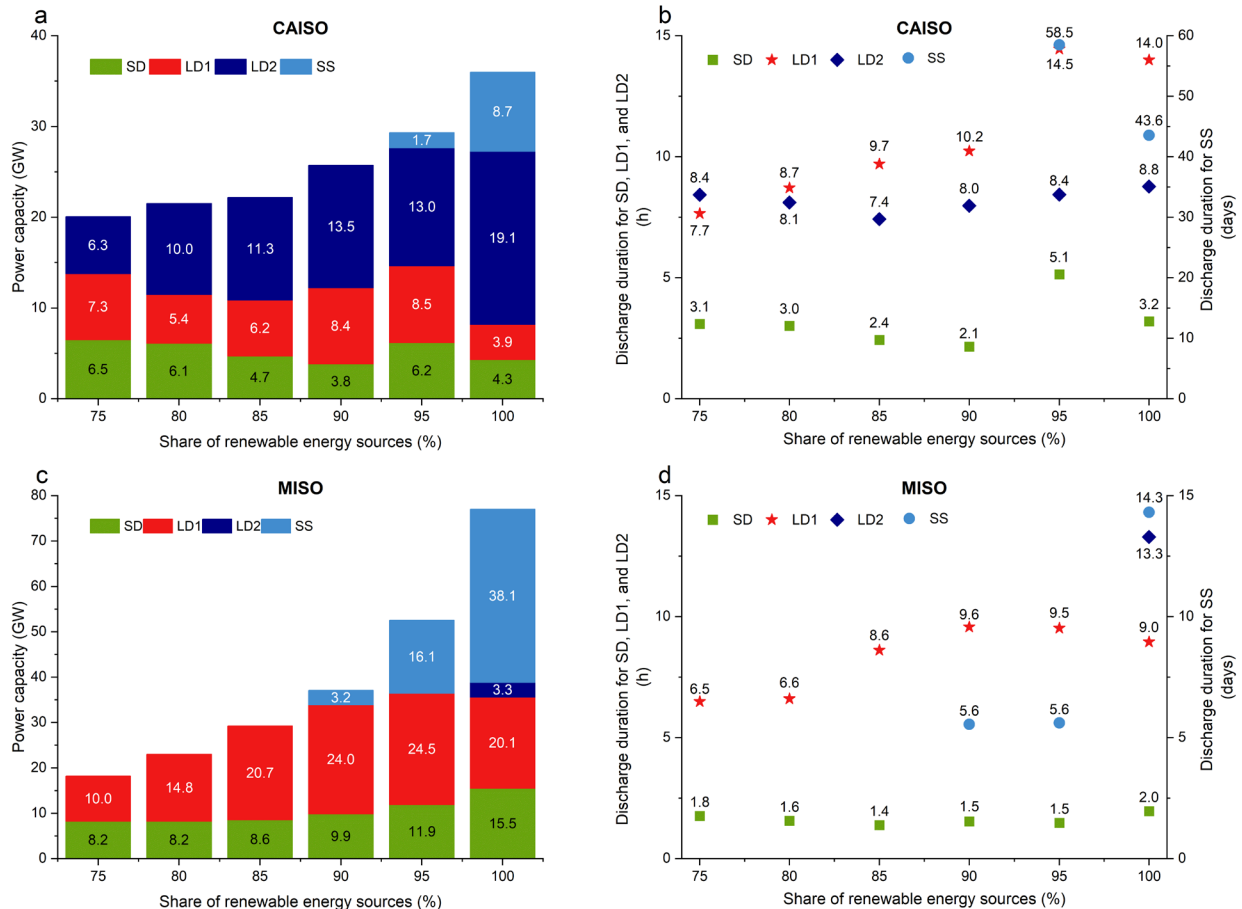 a
CAISO
SD LD1 LD2 SS
Power capacity (GW)
40
30
20
10
0
8.7
1.7
6.3 10.0 11.3 13.5 13.0 19.1
7.3 5.4 6.2 8.4 8.5 3.9
6.5 6.1 4.7 3.8 6.2 4.3
75 80 85 90 95 100
Share of renewable energy sources (%)
b
CAISO
SD LD1 LD2 SS
Discharge duration for SD, LD1, and LD2
(h)
15
10
5
0
58.5
14.5
14.0
43.6
7.7 8.7 9.7 10.2
8.4 8.1 7.4 8.0 8.4 8.8
3.1 3.0 2.4 2.1 5.1 3.2
60
50
40
30
20
10
0
Discharge duration for SS
(days)
75 80 85 90 95 100
Share of renewable energy sources (%)
c
MISO
SD LD1 LD2 SS
Power capacity (GW)
80
70
60
50
40
30
20
10
0
3.2 16.1 38.1
3.3
10.0 14.8 20.7 24.0 24.5 20.1
8.2 8.2 8.6 9.9 11.9 15.5
75 80 85 90 95 100
Share of renewable energy sources (%)
d
MISO
SD LD1 LD2 SS
Discharge duration for SD, LD1, and LD2
(h)
15
10
5
0
14.3
13.3
6.5 6.6 8.6 9.6 9.5 9.0
5.6 5.6
1.8 1.6 1.4 1.5 1.5 2.0
15
10
5
0
Discharge duration for SS
(days)
75 80 85 90 95 100
Share of renewable energy sources (%)